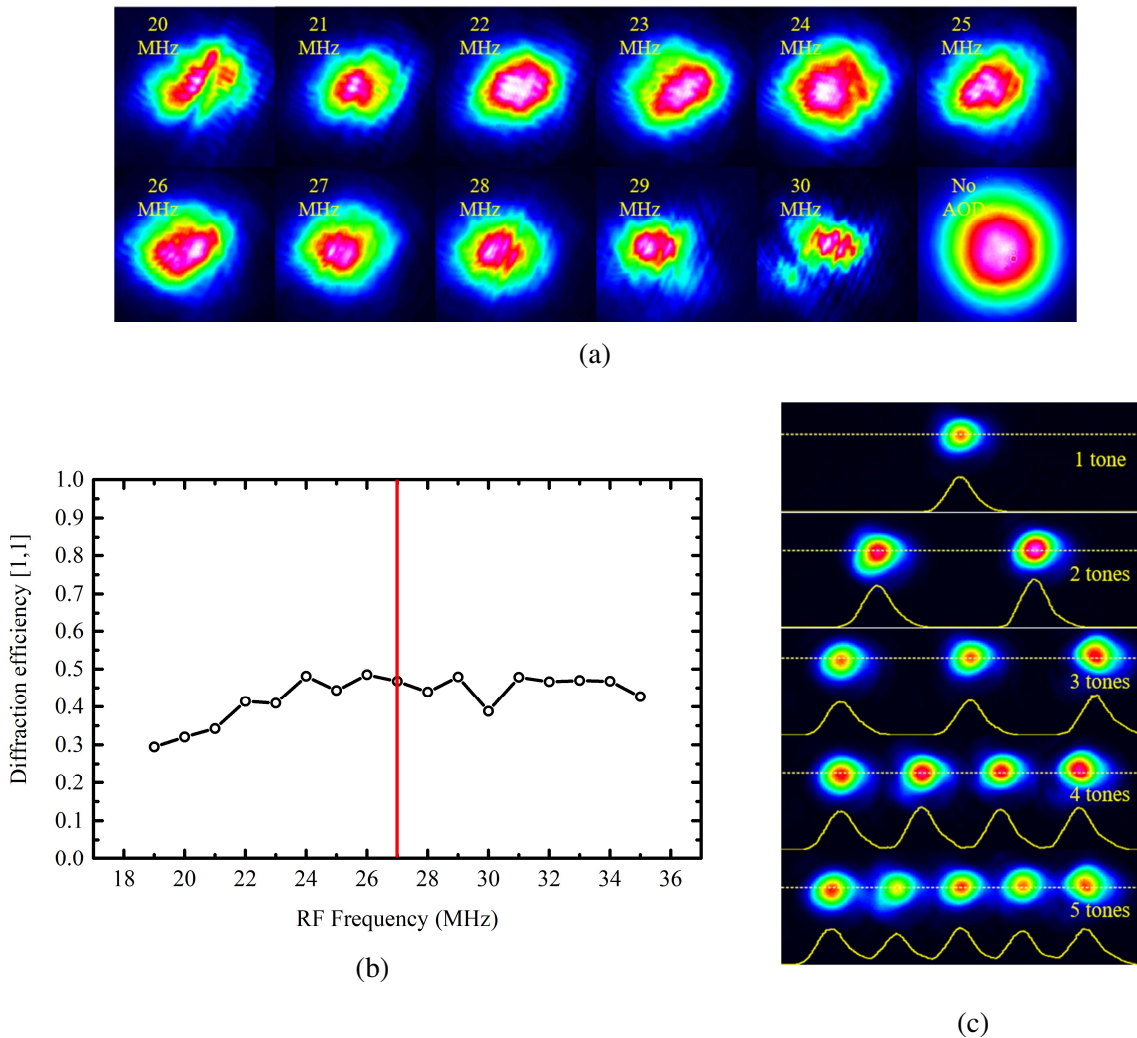 20
MHz
21
MHz
22
MHz
23
MHz
24
MHz
25
MHz
26
MHz
27
MHz
28
MHz
29
MHz
30
MHz
No
AOD
(a)
1.0
0.9
0.8
0.7
0.6
0.5
0.4
0.3
0.2
0.1
0.0
Diffraction efficiency [1,1]
18 20 22 24 26 28 30 32 34 36
RF Frequency (MHz)
(b)
1 tone
2 tones
3 tones
4 tones
5 tones
(c)